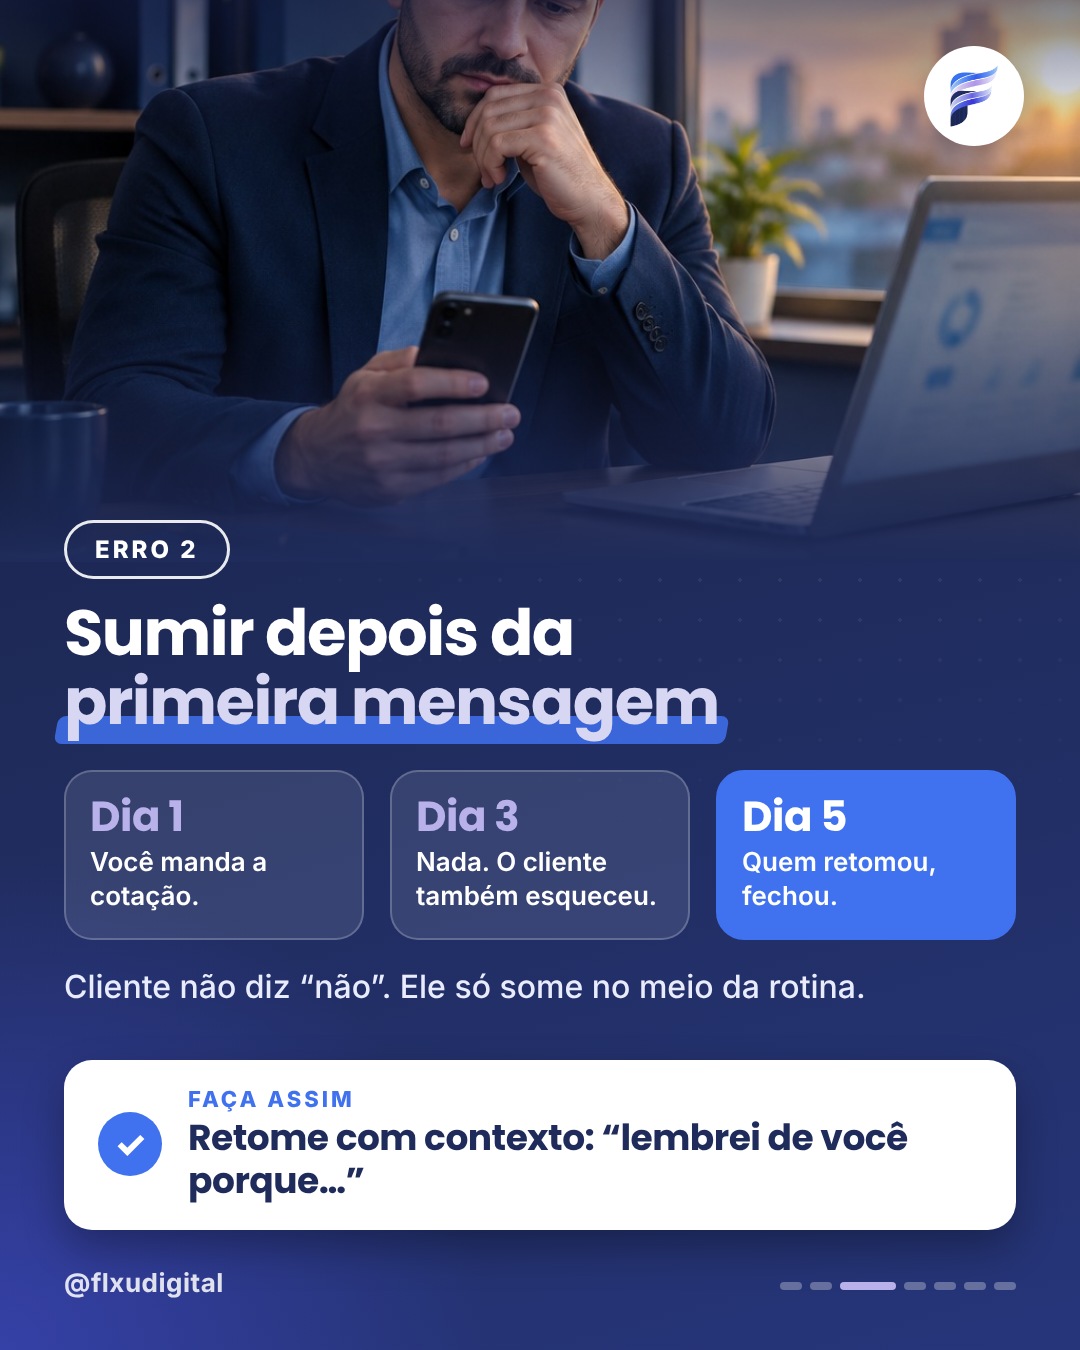 ERRO 2
Sumir depois da
primeira mensagem
Dia 1
Você manda a
cotação.
Dia 3
Nada. O cliente
também esqueceu.
Dia 5
Quem retomou,
fechou.
Cliente não diz “não”. Ele só some no meio da rotina.
FAÇA ASSIM
Retome com contexto: “lembrei de você
porque...”
@flxudigital